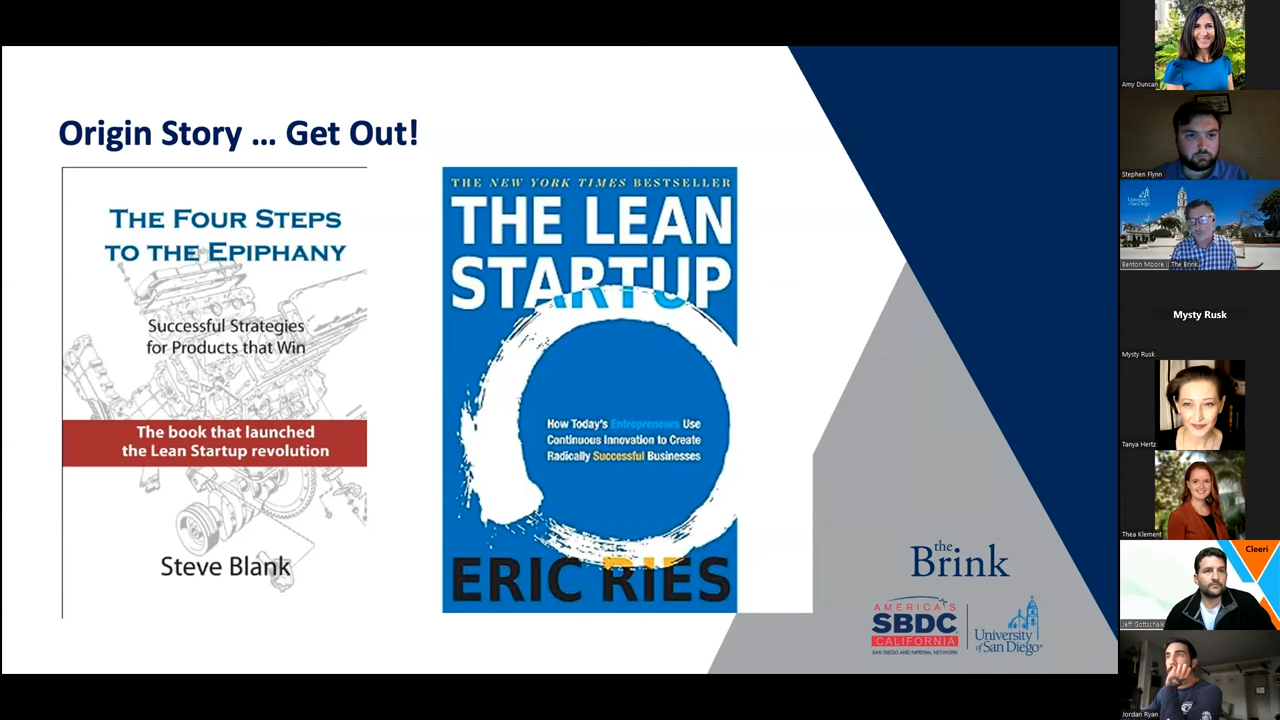 Origin Story ... Get Out!
THE FOUR STEPS
TO THE EPIPHANY
Successful Strategies
for Products that Win
The book that launched
the Lean Startup revolution
Steve Blank
THE NEW YORK TIMES BESTSELLER
THE LEAN
STARTUP
How Today's Entrepreneurs Use
Continuous Innovation to Create
Radically Successful Businesses
ERIC RIES
the
Brink
AMERICA'S
SBDC
CALIFORNIA
SAN DIEGO AND IMPERIAL NETWORK
University
of San Diego®
Amy Duncan
Stephen Flynn
University
of San Diego
Benton Moore || The Brink
Mysty Rusk
Mysty Rusk
Tanya Hertz
Thea Klement
Cleeri
Jeff Gottschalk
Jordan Ryan